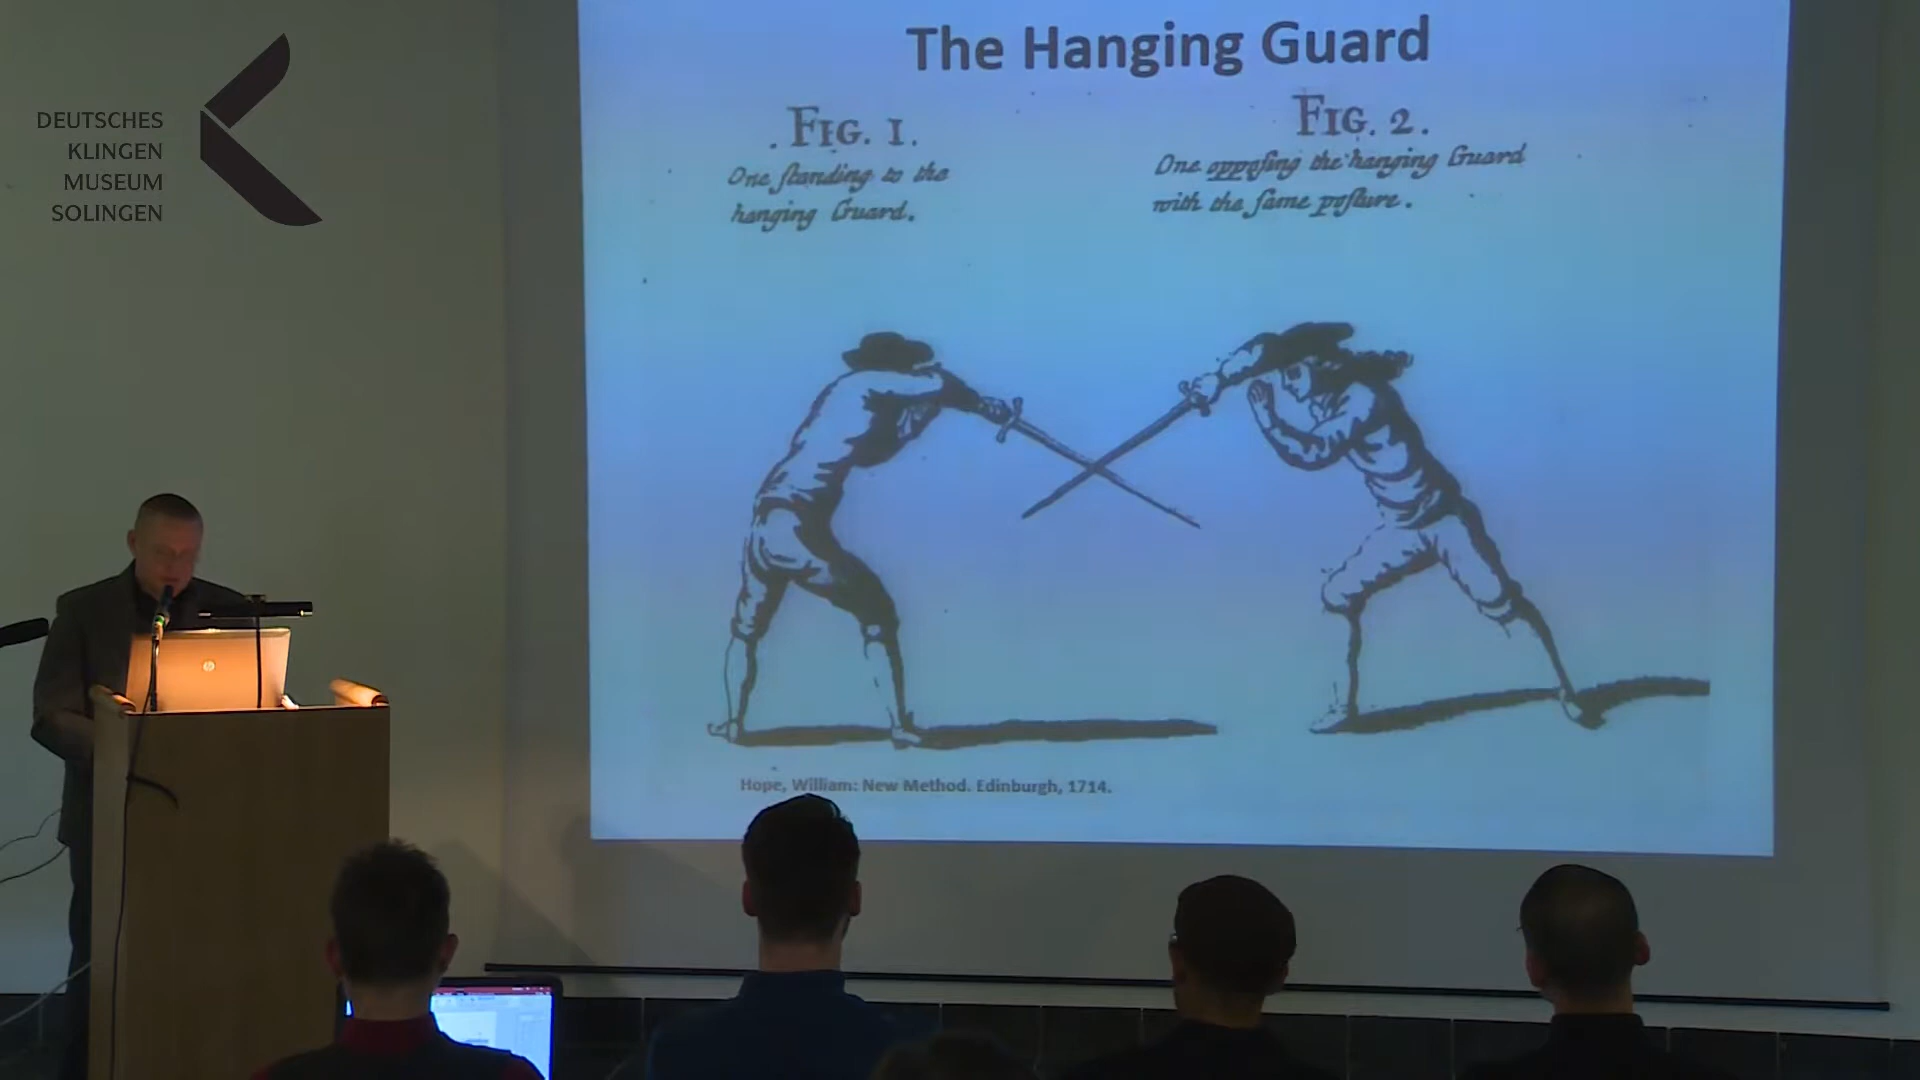 DEUTSCHES
KLINGEN
MUSEUM
SOLINGEN
The Hanging Guard
FIG. 1.
One ſtanding to the
hanging Guard.
FIG. 2.
One oppoſing the hanging Guard
with the ſame poſture.
Hope, William: New Method. Edinburgh, 1714.
hp